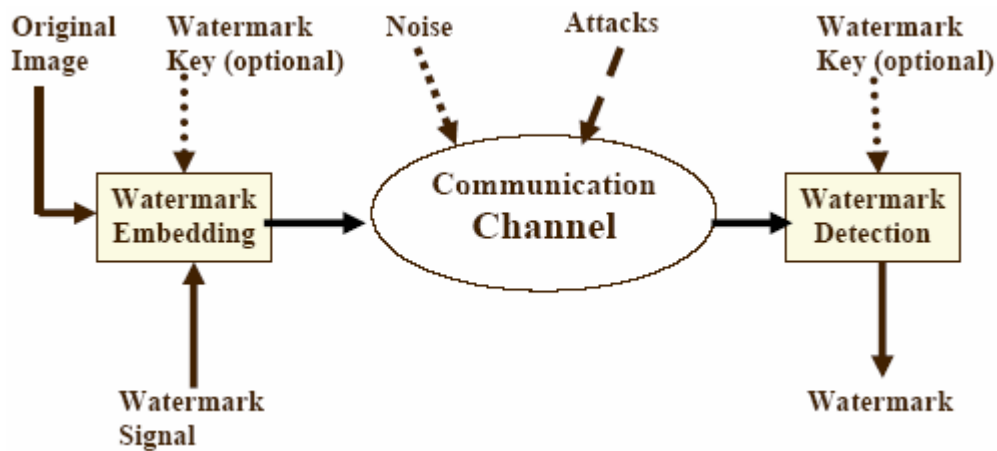 Original
Image
Watermark
Key (optional)
Noise
Attacks
Watermark
Key (optional)
Watermark
Embedding
Communication
Channel
Watermark
Detection
Watermark
Signal
Watermark